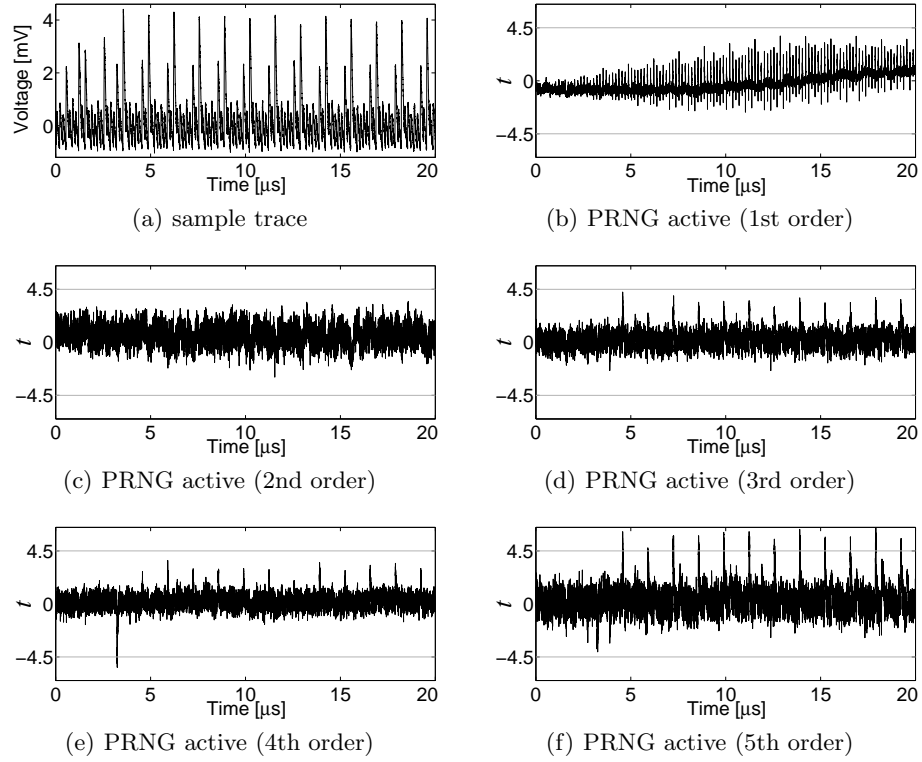 4
2
0
Voltage [mV]
0 5 10 15 20
Time [μs]
(a) sample trace
4.5
0
−4.5
t
0 5 10 15 20
Time [μs]
(b) PRNG active (1st order)
4.5
0
−4.5
t
0 5 10 15 20
Time [μs]
(c) PRNG active (2nd order)
4.5
0
−4.5
t
0 5 10 15 20
Time [μs]
(d) PRNG active (3rd order)
4.5
0
−4.5
t
0 5 10 15 20
Time [μs]
(e) PRNG active (4th order)
4.5
0
−4.5
t
0 5 10 15 20
Time [μs]
(f) PRNG active (5th order)